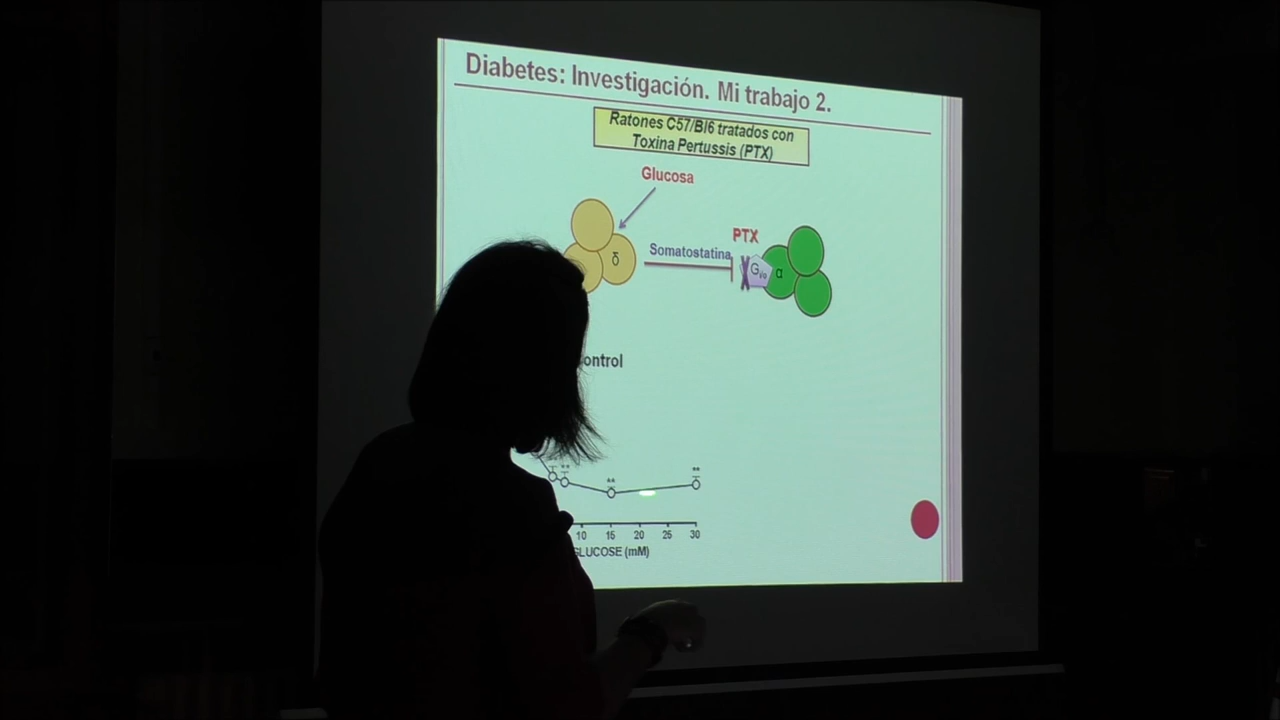 Diabetes: Investigación. Mi trabajo 2.
Ratones C57/Bl6 tratados con
Toxina Pertussis (PTX)
Glucosa
PTX
δ
Somatostatina
α
ontrol
** ** **
10 15 20 25 30
GLUCOSE (mM)